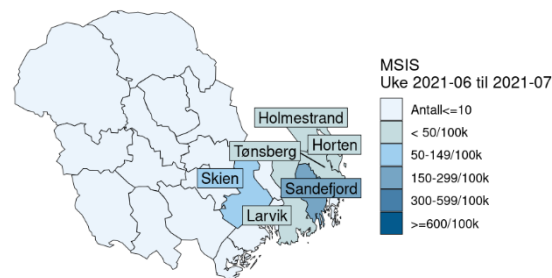 MSIS
Uke 2021-06 til 2021-07
Antall<=10
< 50/100k
50-149/100k
150-299/100k
300-599/100k
>=600/100k
Holmestrand
Horten
Tønsberg
Skien
Sandefjord
Larvik